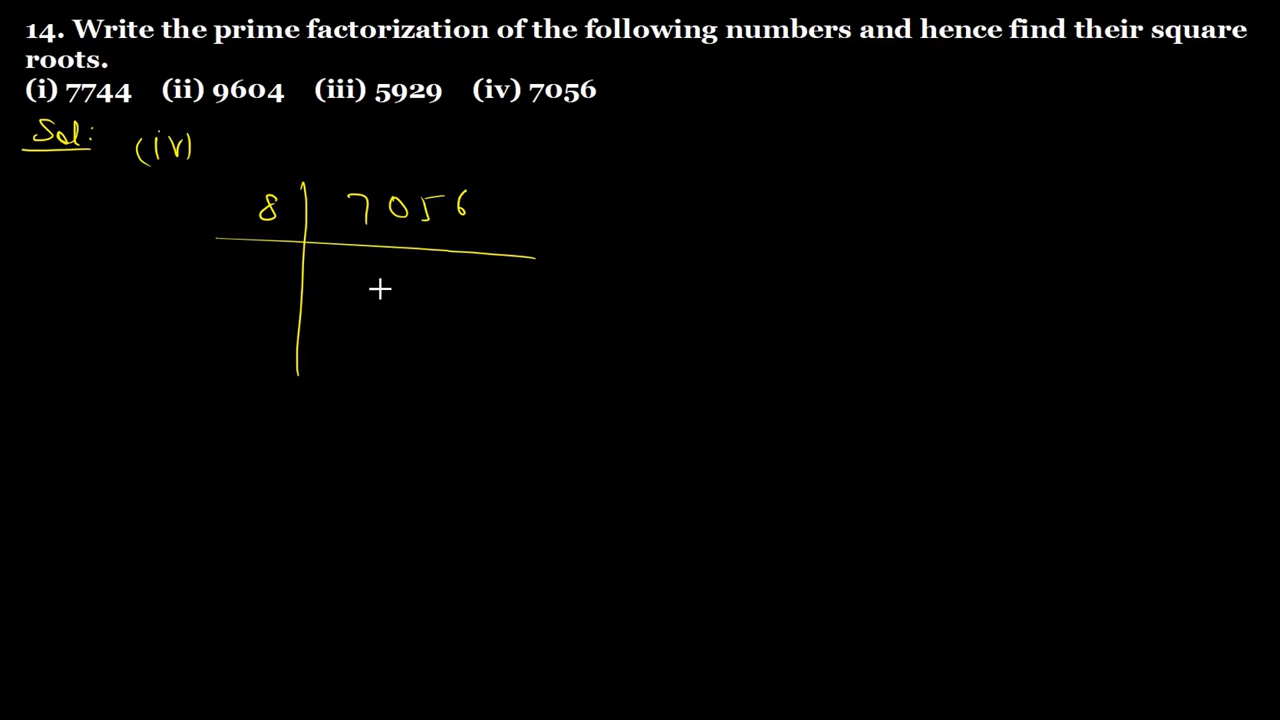 14. Write the prime factorization of the following numbers and hence find their square
roots.
(i) 7744 (ii) 9604 (iii) 5929 (iv) 7056
Sol: (iv)
8 7056